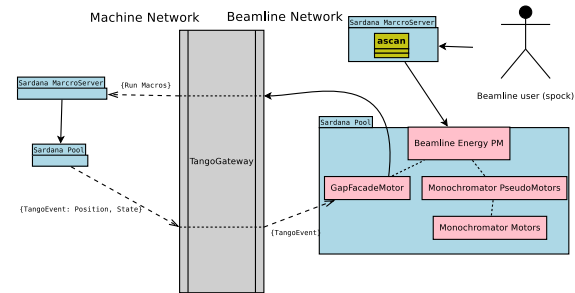 Machine Network
Beamline Network
Sardana MarcroServer
ascan
Beamline user (spock)
Sardana MarcroServer
{Run Macros}
Sardana Pool
TangoGateway
{TangoEvent: Position, State}
{TangoEvent}
Sardana Pool
Beamline Energy PM
GapFacadeMotor
Monochromator PseudoMotors
Monochromator Motors